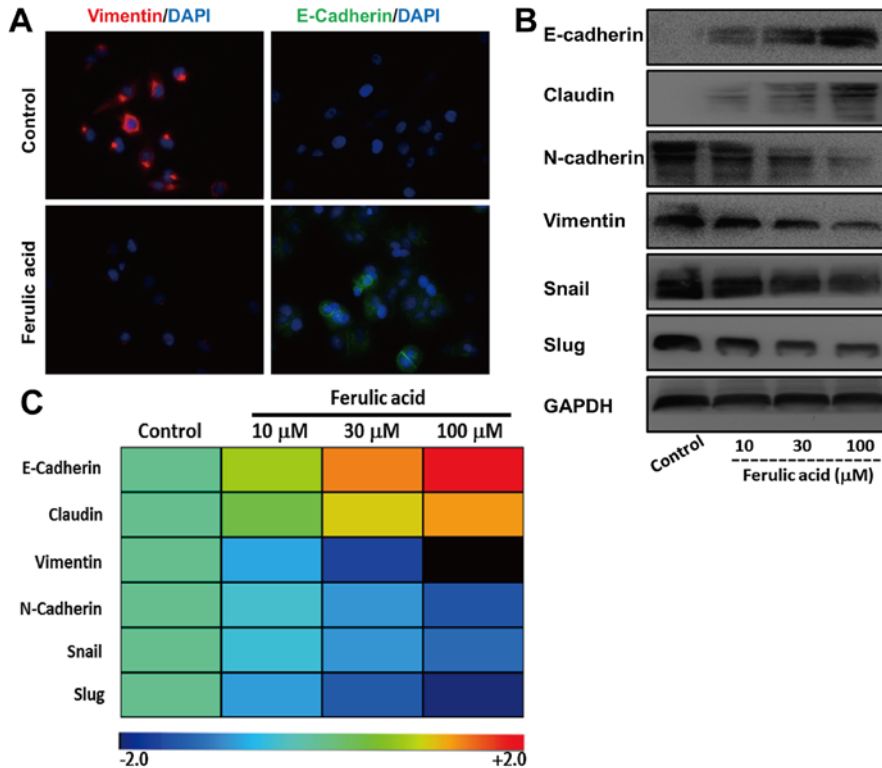 A
Vimentin/DAPI
E-Cadherin/DAPI
Control
Ferulic acid
B
E-cadherin
Claudin
N-cadherin
Vimentin
Snail
Slug
GAPDH
Control
10 30 100
Ferulic acid (μM)
C
Ferulic acid
Control 10 μM 30 μM 100 μM
E-Cadherin
Claudin
Vimentin
N-Cadherin
Snail
Slug
-2.0 +2.0